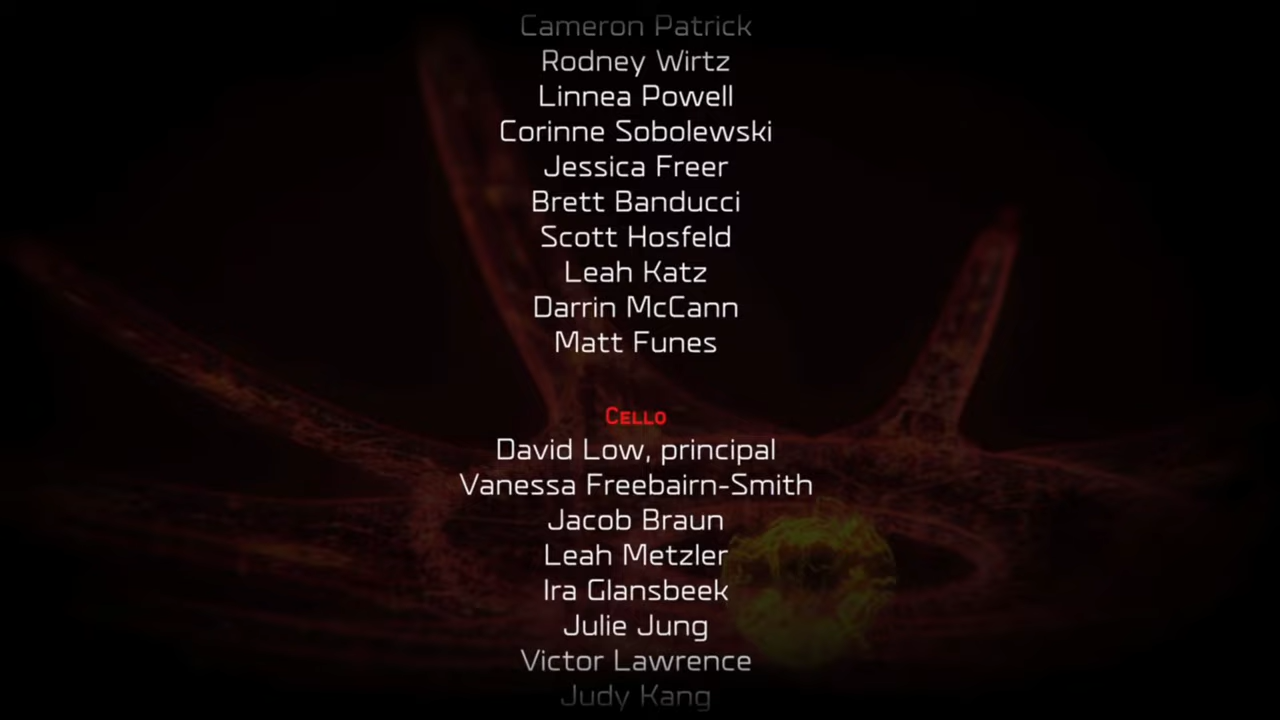 Cameron Patrick
Rodney Wirtz
Linnea Powell
Corinne Sobolewski
Jessica Freer
Brett Banducci
Scott Hosfeld
Leah Katz
Darrin McCann
Matt Funes
Cello
David Low, principal
Vanessa Freebairn-Smith
Jacob Braun
Leah Metzler
Ira Glansbeek
Julie Jung
Victor Lawrence
Judy Kang